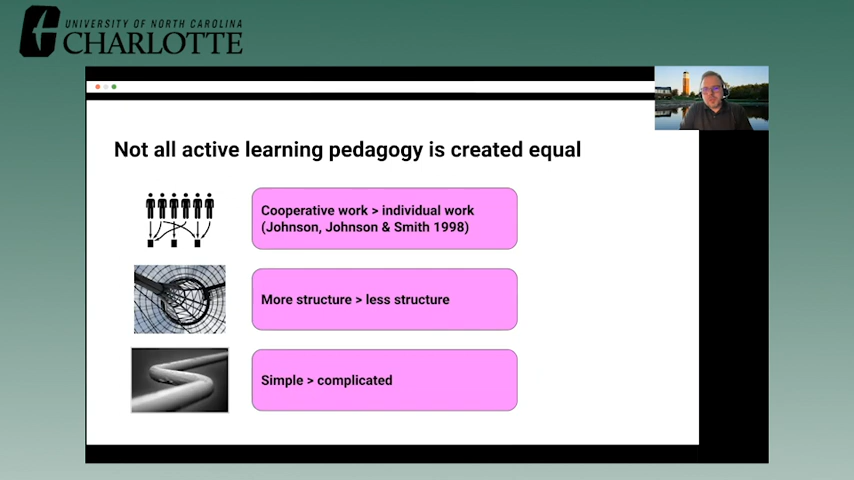 UNIVERSITY OF NORTH CAROLINA
CHARLOTTE
Not all active learning pedagogy is created equal
Cooperative work > individual work
(Johnson, Johnson & Smith 1998)
More structure > less structure
Simple > complicated